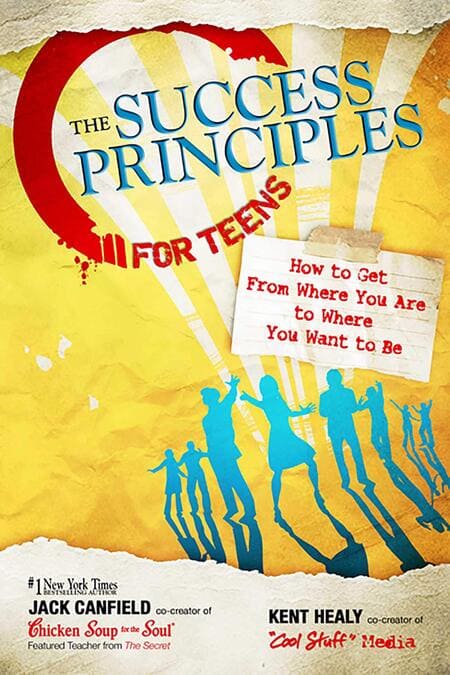 THE SUCCESS
PRINCIPLES
FOR TEENS
How to Get
From Where You Are
to Where
You Want to Be
#1 New York Times
BESTSELLING AUTHOR
JACK CANFIELD co-creator of
Chicken Soup for the Soul®
Featured Teacher from The Secret
KENT HEALY co-creator of
"Cool Stuff" Media